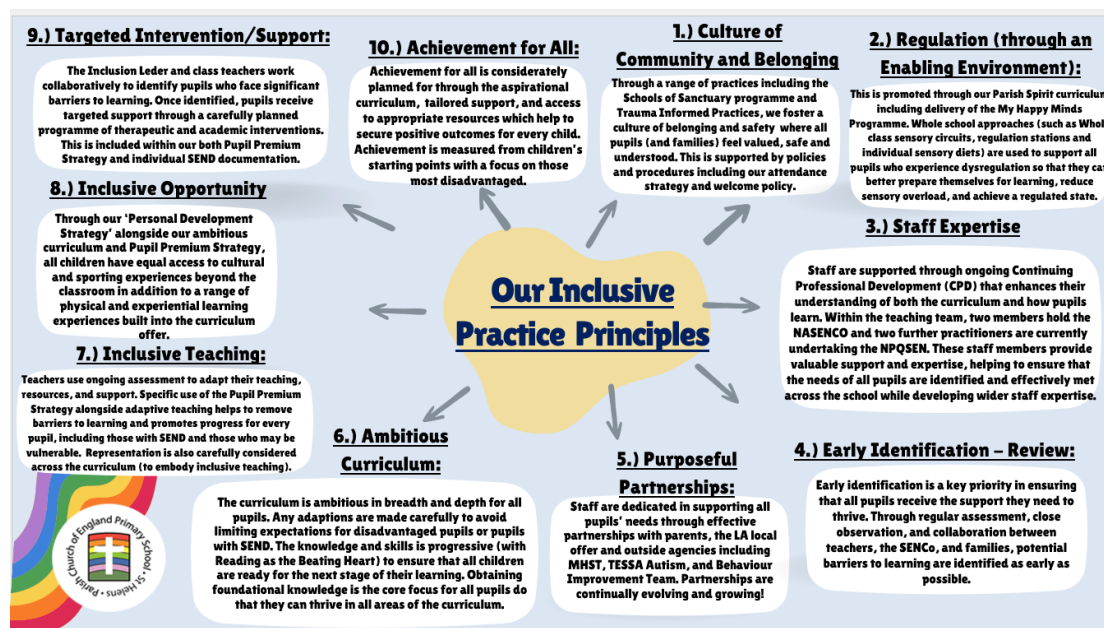 Our Inclusive
Practice Principles
1.) Culture of
Community and Belonging
Through a range of practices including the
Schools of Sanctuary programme and
Trauma Informed Practices, we foster a
culture of belonging and safety where all
pupils (and families) feel valued, safe and
understood. This is supported by policies
and procedures including our attendance
strategy and welcome policy.
2.) Regulation (through an
Enabling Environment):
This is promoted through our Parish Spirit curriculum
including delivery of the My Happy Minds
Programme. Whole school approaches (such as Whol
class sensory circuits, regulation stations and
individual sensory diets) are used to support all
pupils who experience dysregulation so that they can
better prepare themselves for learning, reduce
sensory overload, and achieve a regulated state.
3.) Staff Expertise
Staff are supported through ongoing Continuing
Professional Development (CPD) that enhances their
understanding of both the curriculum and how pupils
learn. Within the teaching team, two members hold the
NASENCO and two further practitioners are currently
undertaking the NPQSEN. These staff members provide
valuable support and expertise, helping to ensure that
the needs of all pupils are identified and effectively met
across the school while developing wider staff expertise.
4.) Early Identification – Review:
Early identification is a key priority in ensuring
that all pupils receive the support they need to
thrive. Through regular assessment, close
observation, and collaboration between
teachers, the SENCo, and families, potential
barriers to learning are identified as early as
possible.
5.) Purposeful
Partnerships:
Staff are dedicated in supporting all
pupils' needs through effective
partnerships with parents, the LA local
offer and outside agencies including
MHST, TESSA Autism, and Behaviour
Improvement Team. Partnerships are
continually evolving and growing!
6.) Ambitious
Curriculum:
The curriculum is ambitious in breadth and depth for all
pupils. Any adaptions are made carefully to avoid
limiting expectations for disadvantaged pupils or pupils
with SEND. The knowledge and skills is progressive (with
Reading as the Beating Heart) to ensure that all children
are ready for the next stage of their learning. Obtaining
foundational knowledge is the core focus for all pupils do
that they can thrive in all areas of the curriculum.
7.) Inclusive Teaching:
Teachers use ongoing assessment to adapt their teaching,
resources, and support. Specific use of the Pupil Premium
Strategy alongside adaptive teaching helps to remove
barriers to learning and promotes progress for every
pupil, including those with SEND and those who may be
vulnerable. Representation is also carefully considered
across the curriculum (to embody inclusive teaching).
8.) Inclusive Opportunity
Through our 'Personal Development
Strategy' alongside our ambitious
curriculum and Pupil Premium Strategy,
all children have equal access to cultural
and sporting experiences beyond the
classroom in addition to a range of
physical and experiential learning
experiences built into the curriculum
offer.
9.) Targeted Intervention/Support:
The Inclusion Leder and class teachers work
collaboratively to identify pupils who face significant
barriers to learning. Once identified, pupils receive
targeted support through a carefully planned
programme of therapeutic and academic interventions.
This is included within our both Pupil Premium
Strategy and individual SEND documentation.
10.) Achievement for All:
Achievement for all is considerately
planned for through the aspirational
curriculum, tailored support, and access
to appropriate resources which help to
secure positive outcomes for every child.
Achievement is measured from children's
starting points with a focus on those
most disadvantaged.
Parish Church of England Primary School • St Helens •